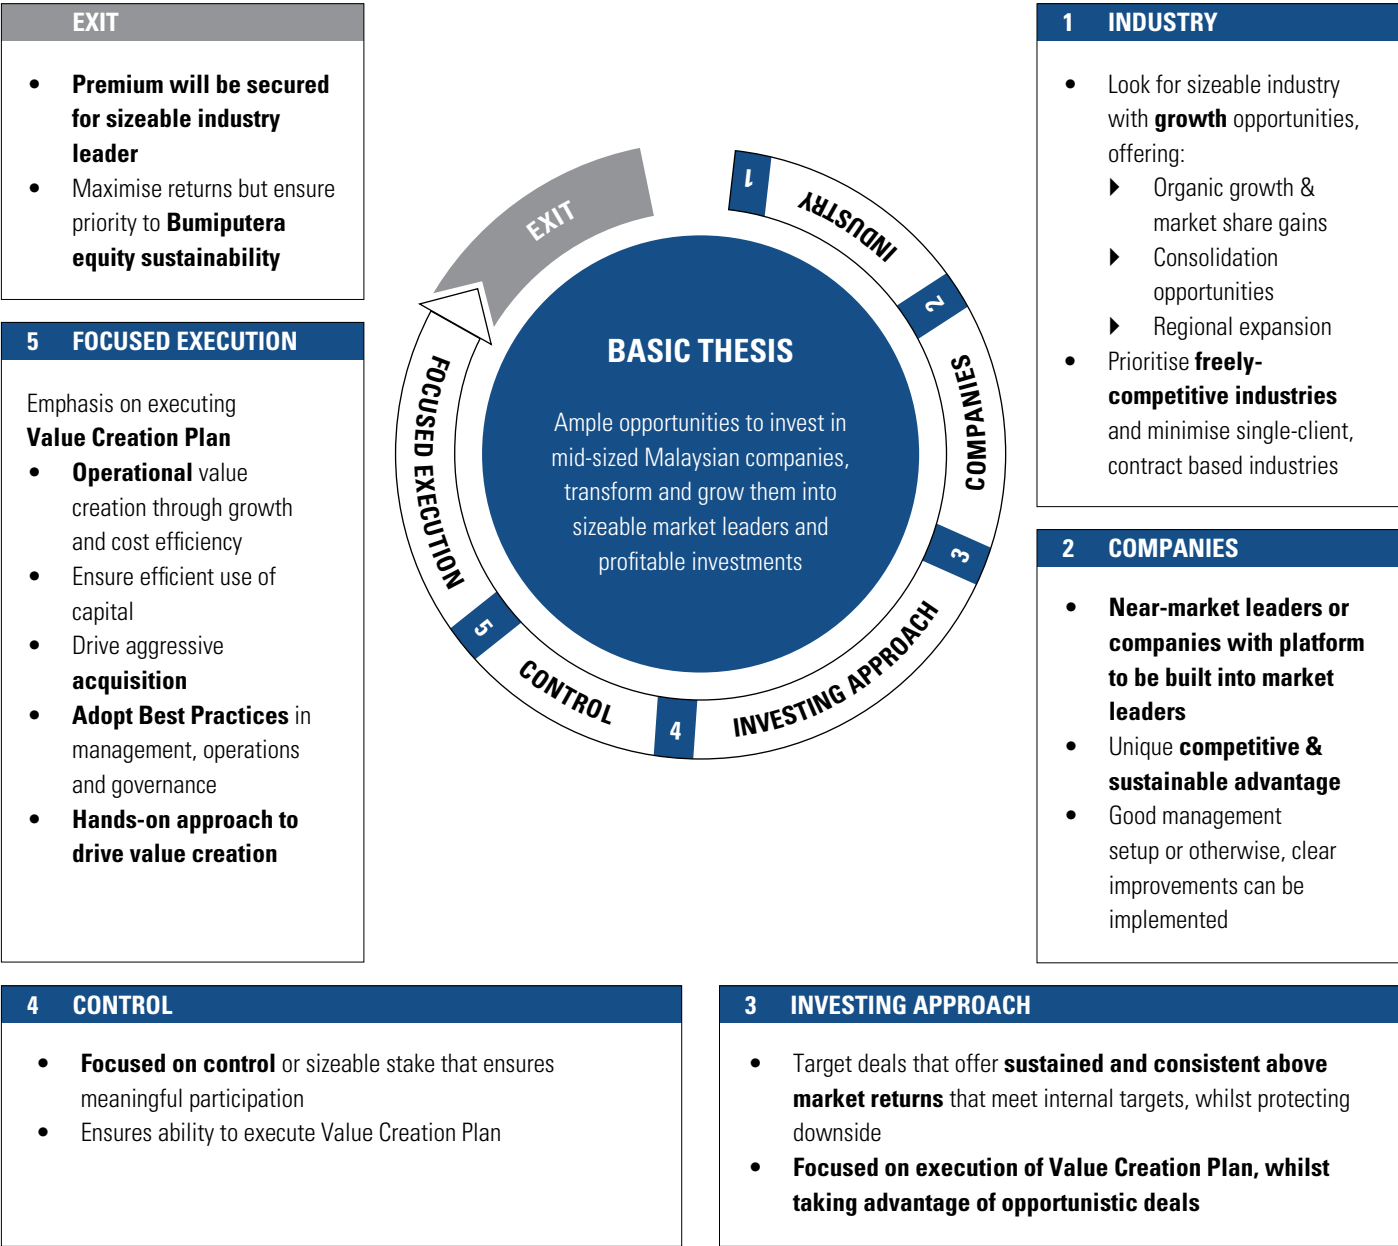 EXIT
• Premium will be secured
for sizeable industry
leader
• Maximise returns but ensure
priority to Bumiputera
equity sustainability
5 FOCUSED EXECUTION
Emphasis on executing
Value Creation Plan
• Operational value
creation through growth
and cost efficiency
• Ensure efficient use of
capital
• Drive aggressive
acquisition
• Adopt Best Practices in
management, operations
and governance
• Hands-on approach to
drive value creation
EXIT
1
INDUSTRY
2
COMPANIES
3
INVESTING APPROACH
4
CONTROL
5
FOCUSED EXECUTION
BASIC THESIS
Ample opportunities to invest in
mid-sized Malaysian companies,
transform and grow them into
sizeable market leaders and
profitable investments
1 INDUSTRY
• Look for sizeable industry
with growth opportunities,
offering:
Organic growth &
market share gains
Consolidation
opportunities
Regional expansion
• Prioritise freely-
competitive industries
and minimise single-client,
contract based industries
2 COMPANIES
• Near-market leaders or
companies with platform
to be built into market
leaders
• Unique competitive &
sustainable advantage
• Good management
setup or otherwise, clear
improvements can be
implemented
4 CONTROL
• Focused on control or sizeable stake that ensures
meaningful participation
• Ensures ability to execute Value Creation Plan
3 INVESTING APPROACH
• Target deals that offer sustained and consistent above
market returns that meet internal targets, whilst protecting
downside
• Focused on execution of Value Creation Plan, whilst
taking advantage of opportunistic deals